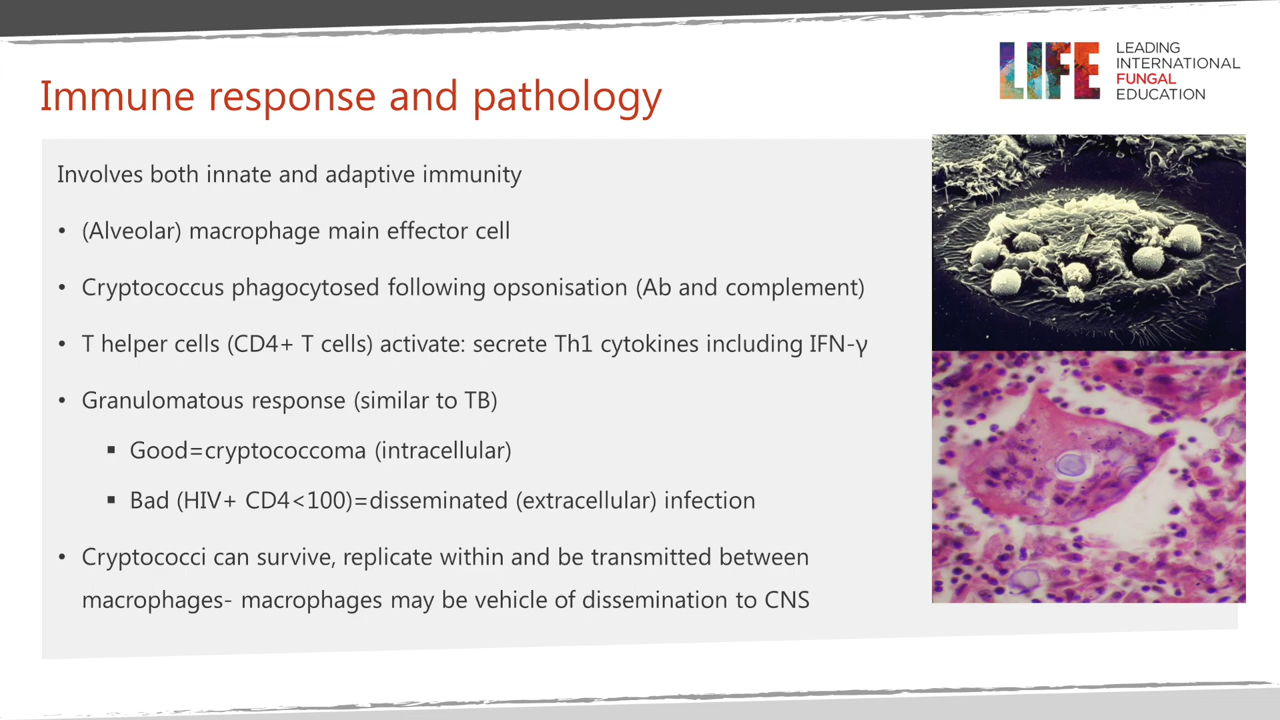 Immune response and pathology
LIFE
LEADING
INTERNATIONAL
FUNGAL
EDUCATION
Involves both innate and adaptive immunity
• (Alveolar) macrophage main effector cell
• Cryptococcus phagocytosed following opsonisation (Ab and complement)
• T helper cells (CD4+ T cells) activate: secrete Th1 cytokines including IFN-γ
• Granulomatous response (similar to TB)
▪ Good=cryptococcoma (intracellular)
▪ Bad (HIV+ CD4<100)=disseminated (extracellular) infection
• Cryptococci can survive, replicate within and be transmitted between
macrophages- macrophages may be vehicle of dissemination to CNS